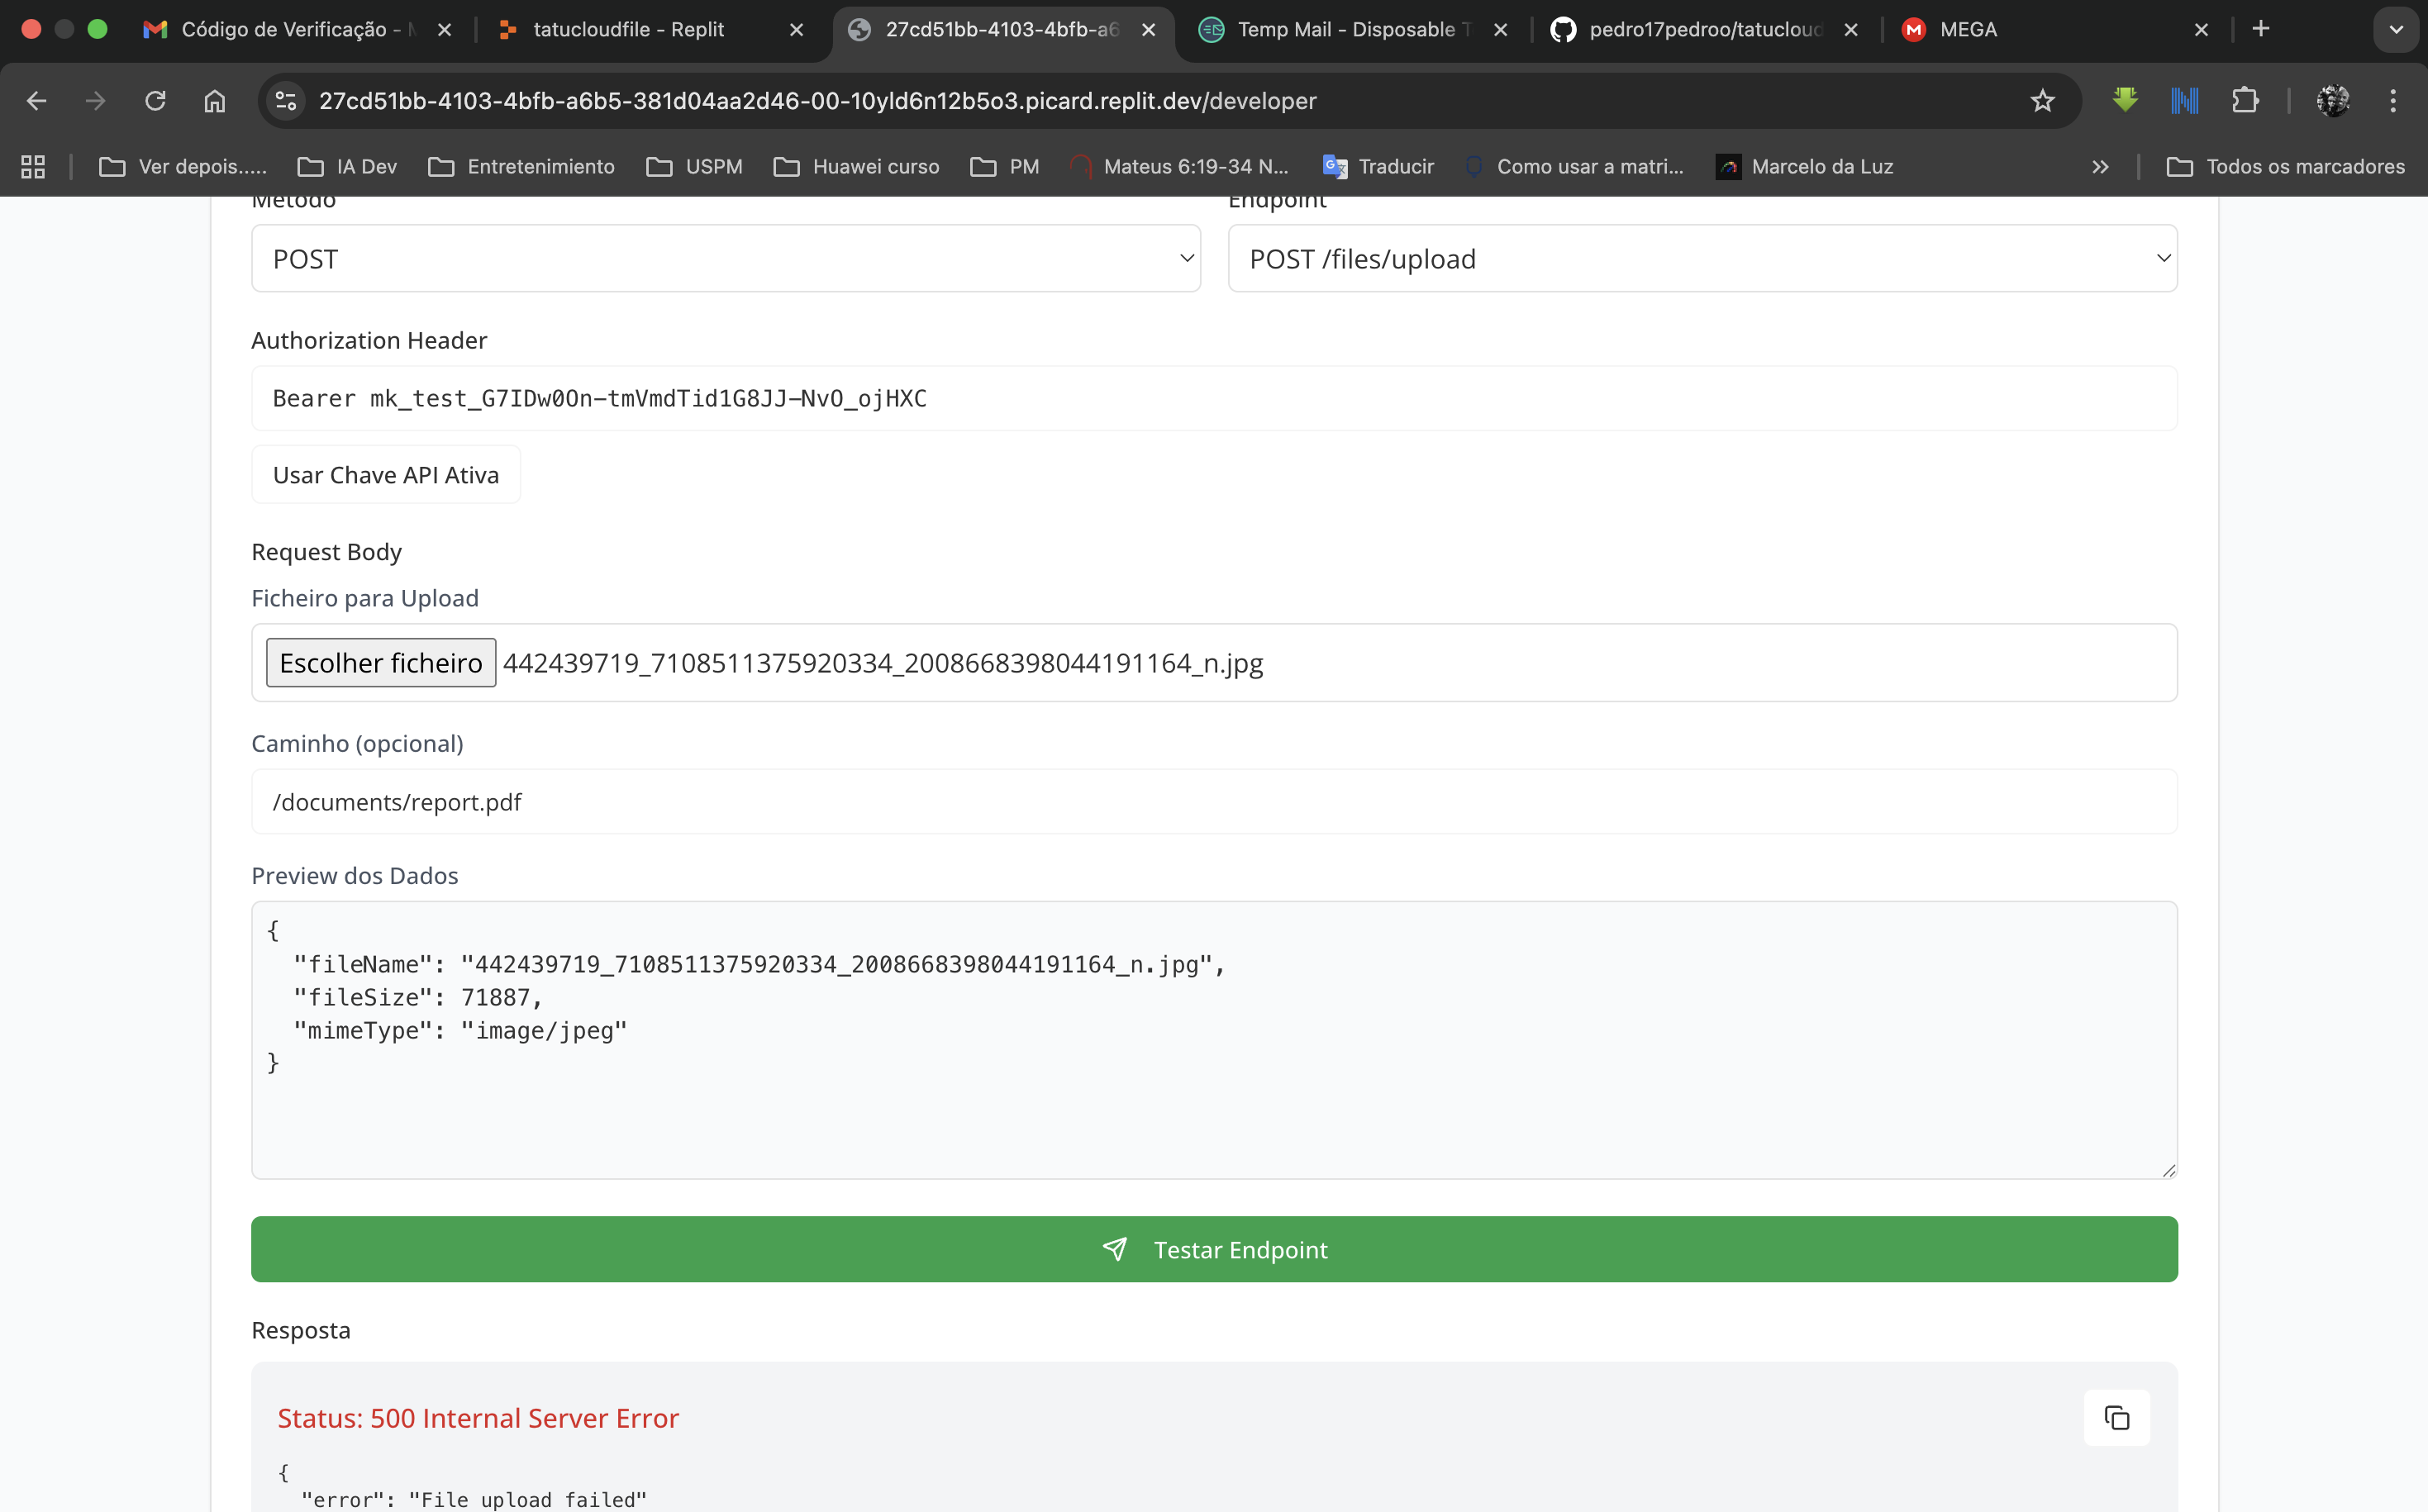 Código de Verificação - M
tatucloudfile - Replit
27cd51bb-4103-4bfb-a6
Temp Mail - Disposable T
pedro17pedroo/tatucloud
MEGA
27cd51bb-4103-4bfb-a6b5-381d04aa2d46-00-10yld6n12b5o3.picard.replit.dev/developer
Ver depois.....
IA Dev
Entretenimiento
USPM
Huawei curso
PM
Mateus 6:19-34 N...
Traducir
Como usar a matri...
Marcelo da Luz
Todos os marcadores
Método
Endpoint
POST
POST /files/upload
Authorization Header
Bearer mk_test_G7IDw0On-tmVmdTid1G8JJ-NvO_ojHXC
Usar Chave API Ativa
Request Body
Ficheiro para Upload
Escolher ficheiro 442439719_7108511375920334_2008668398044191164_n.jpg
Caminho (opcional)
/documents/report.pdf
Preview dos Dados
{
"fileName": "442439719_7108511375920334_2008668398044191164_n.jpg",
"fileSize": 71887,
"mimeType": "image/jpeg"
}
Testar Endpoint
Resposta
Status: 500 Internal Server Error
{
"error": "File upload failed"